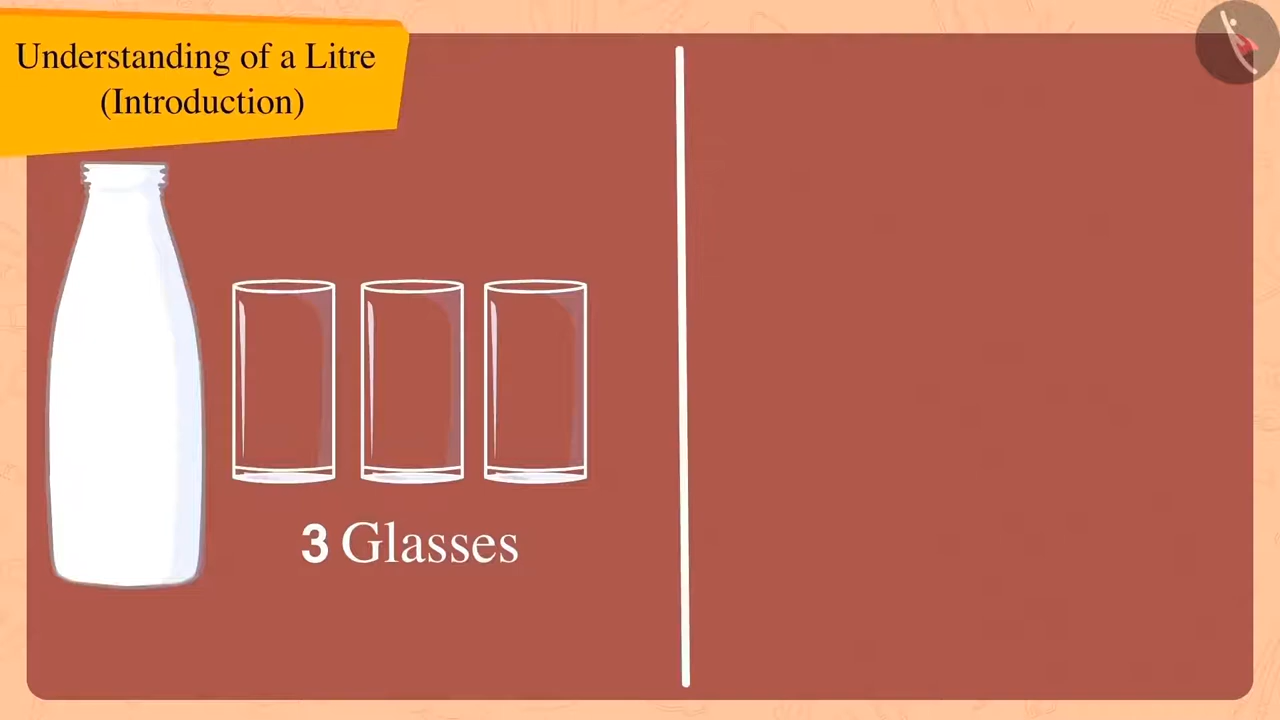 Understanding of a Litre
(Introduction)
3 Glasses